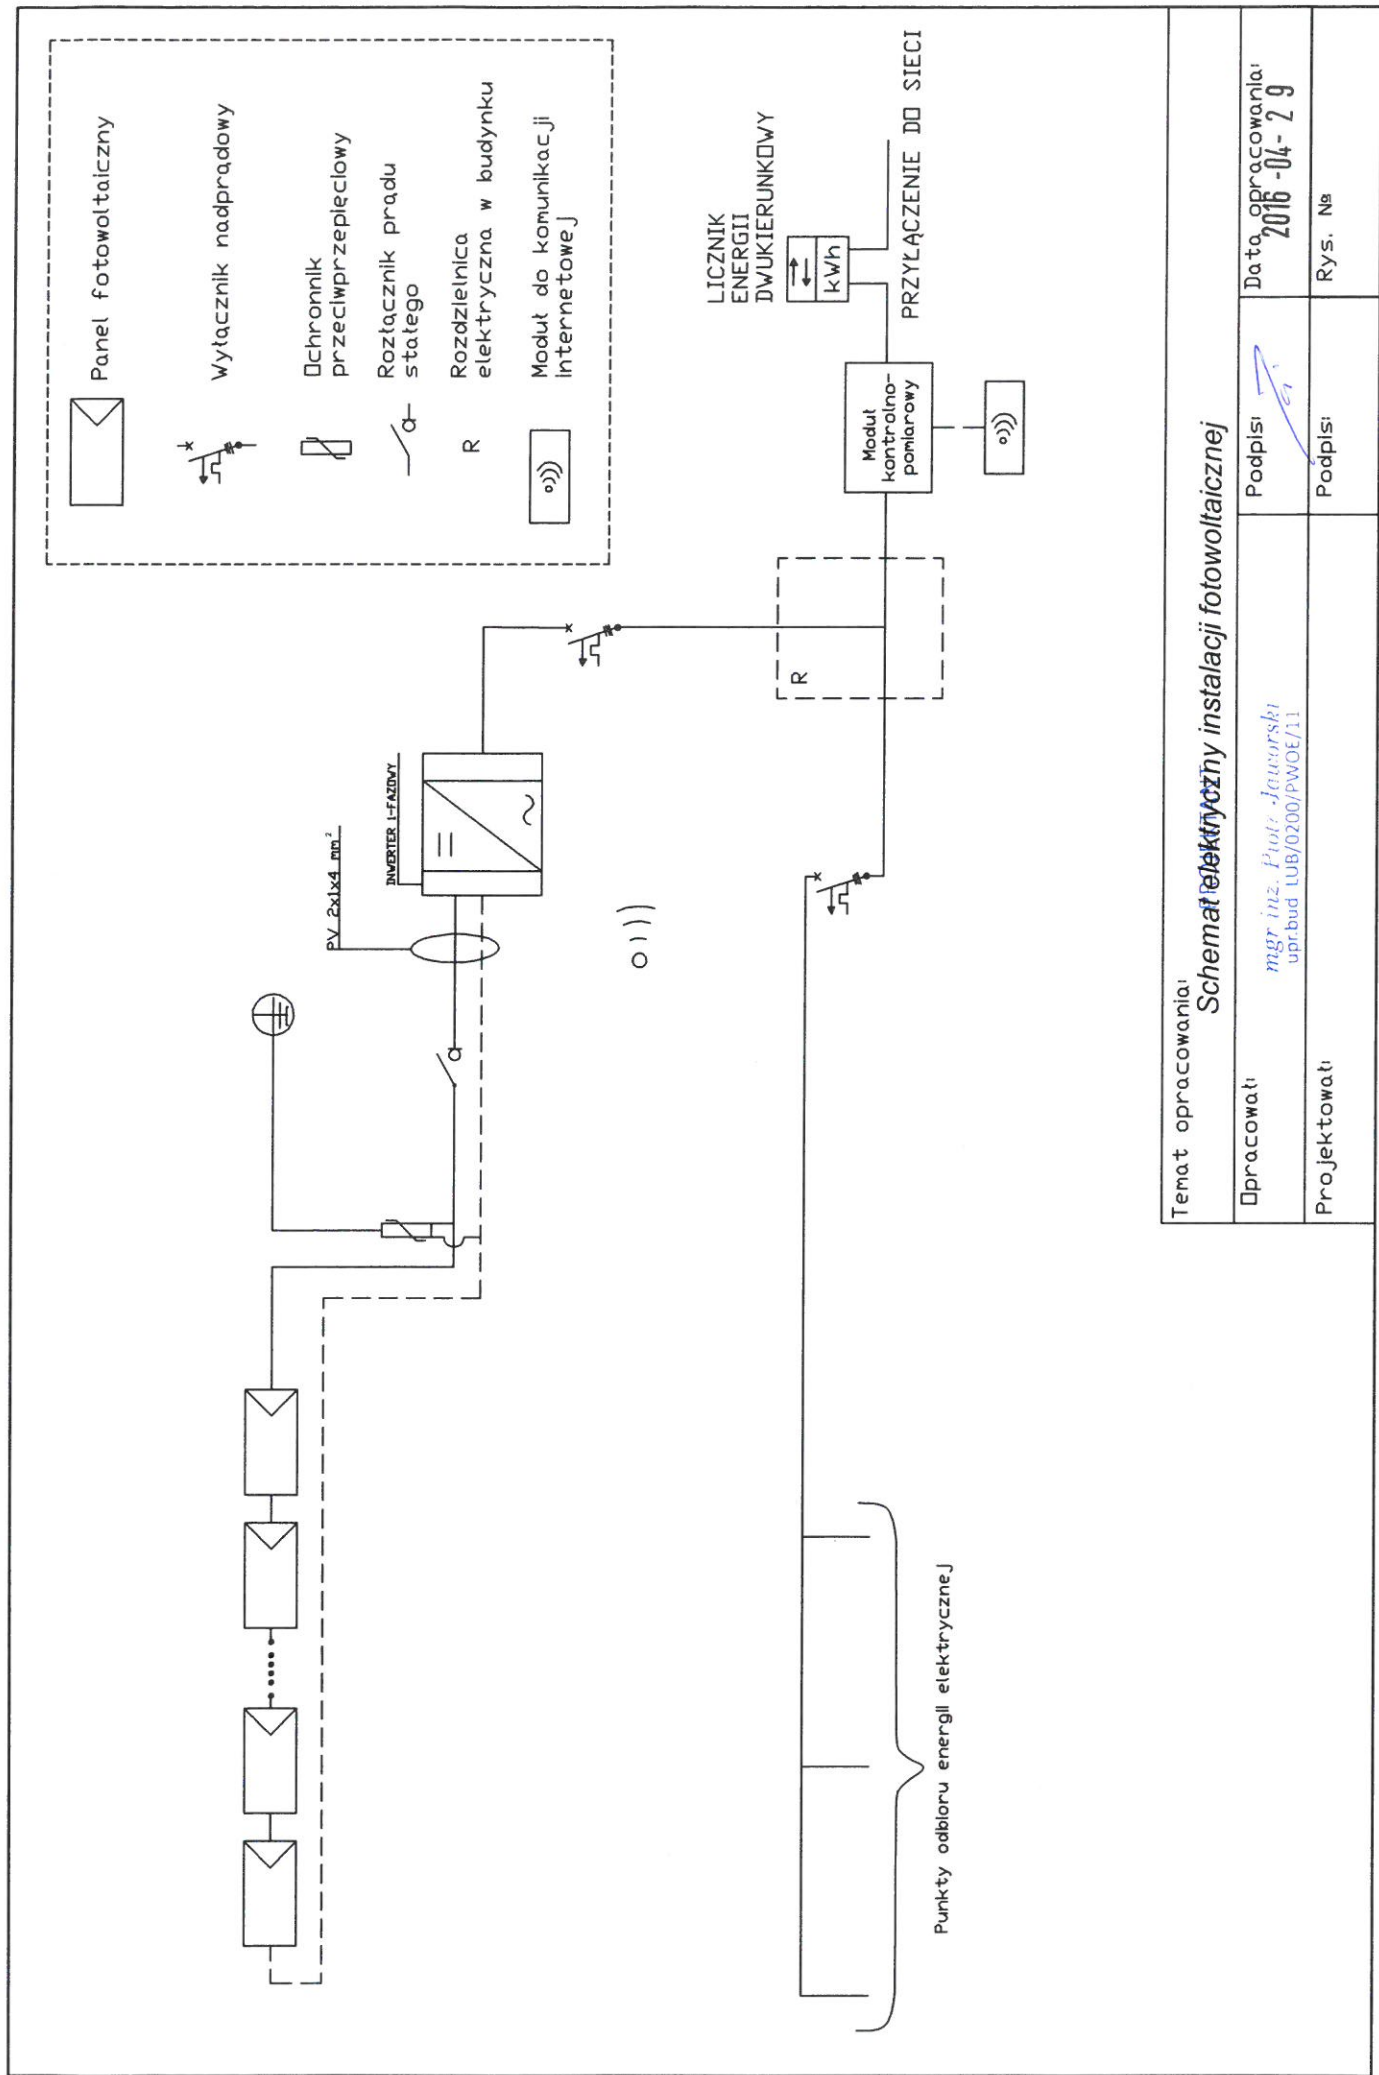 PV 2x1x4 mm²
INWERTER 1-FAZOWY
R
Punkty odbioru energii elektrycznej
Panel fotowoltaiczny
Wyłącznik nadprądowy
Ochronnik
przeciwprzepięciowy
Rozłącznik prądu
stałego
R
Rozdzielnica
elektryczna w budynku
Moduł do komunikacji
internetowej
LICZNIK
ENERGII
DWUKIERUNKOWY
kWh
PRZYŁĄCZENIE DO SIECI
Moduł
kontrolno-
pomiarowy
Temat opracowania:
Schemat elektryczny instalacji fotowoltaicznej
Opracował:
mgr inż. Piotr Jaworski
upr.bud LUB/0200/PWOE/11
Podpis:
Data opracowania:
2016 -04- 29
Projektował:
Podpis:
Rys. №